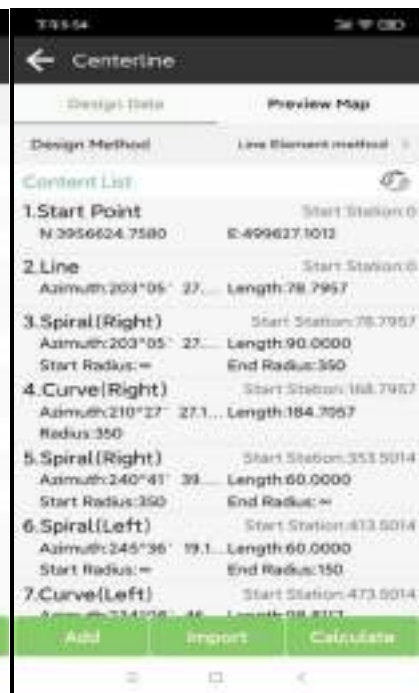 5:54
Centerline
Design Data Preview Map
Design Method Line Element method
Content List
1.Start Point Start Station:0
N:3956624.7580 E:499627.1012
2.Line Start Station:0
Azimuth:203°05' 27.... Length:78.7957
3.Spiral(Right) Start Station:78.7957
Azimuth:203°05' 27.... Length:90.0000
Start Radius:∞ End Radius:350
4.Curve(Right) Start Station:168.7957
Azimuth:210°27' 27.1... Length:184.7057
Radius:350
5.Spiral(Right) Start Station:353.5014
Azimuth:240°41' 39.... Length:60.0000
Start Radius:350 End Radius:∞
6.Spiral(Left) Start Station:413.5014
Azimuth:245°36' 19.1... Length:60.0000
Start Radius:∞ End Radius:150
7.Curve(Left) Start Station:473.5014
Add Import Calculate